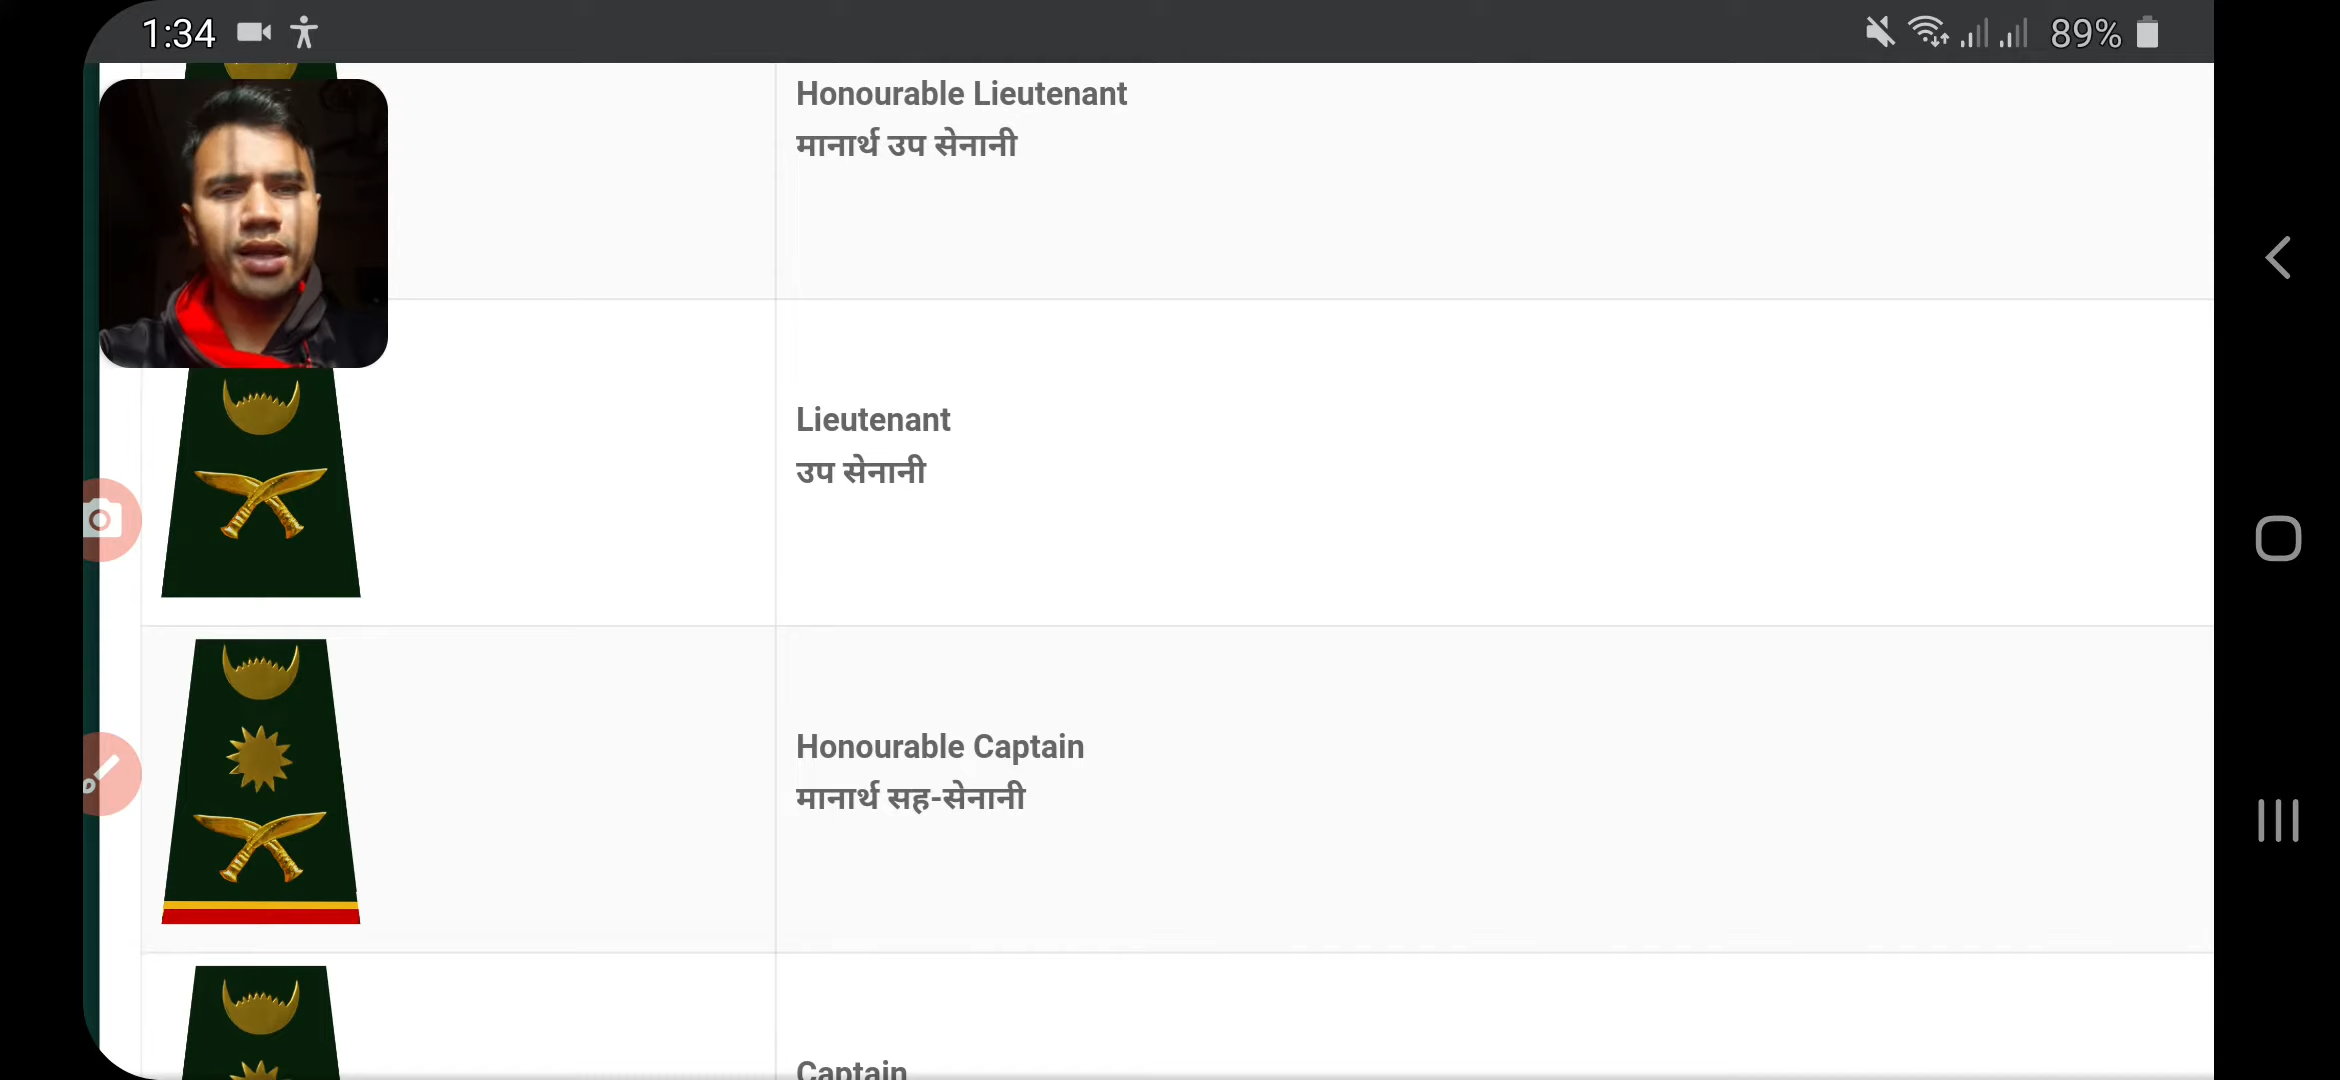 1:34
89%
Honourable Lieutenant
मानार्थ उप सेनानी
Lieutenant
उप सेनानी
Honourable Captain
मानार्थ सह-सेनानी
Captain